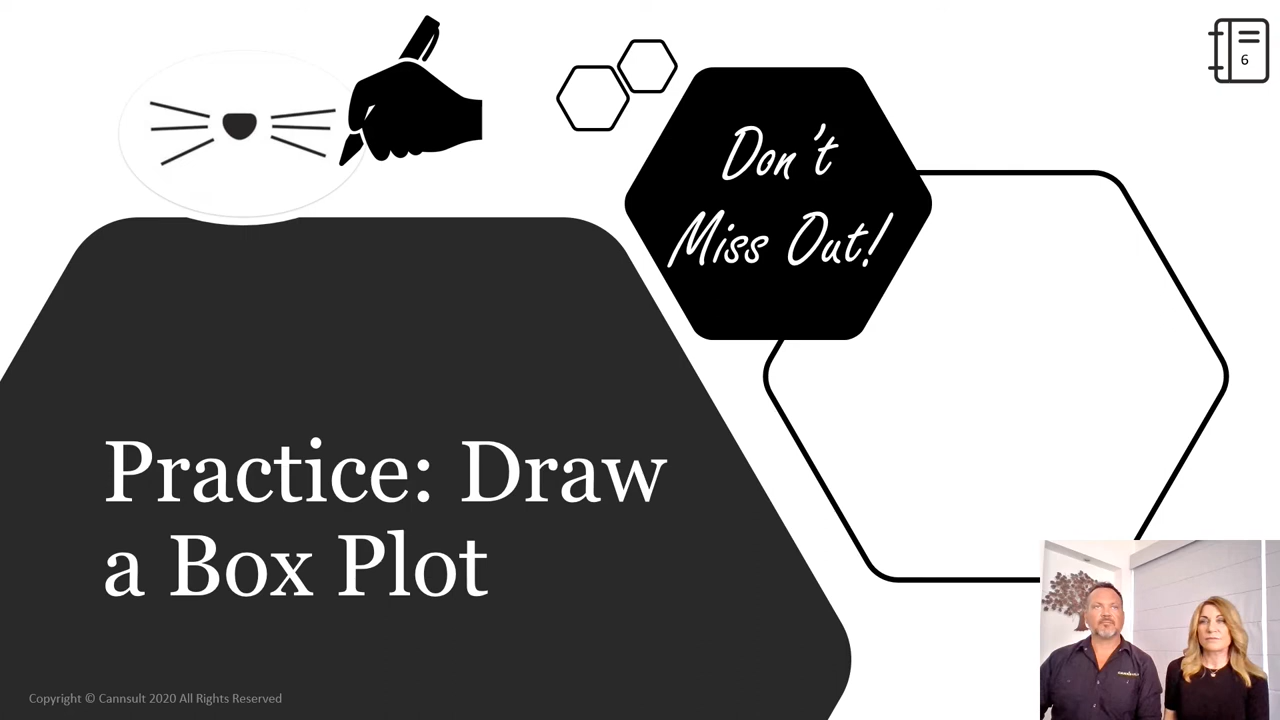 6
Don't
Miss Out!
Practice: Draw
a Box Plot
Copyright © Cannsult 2020 All Rights Reserved